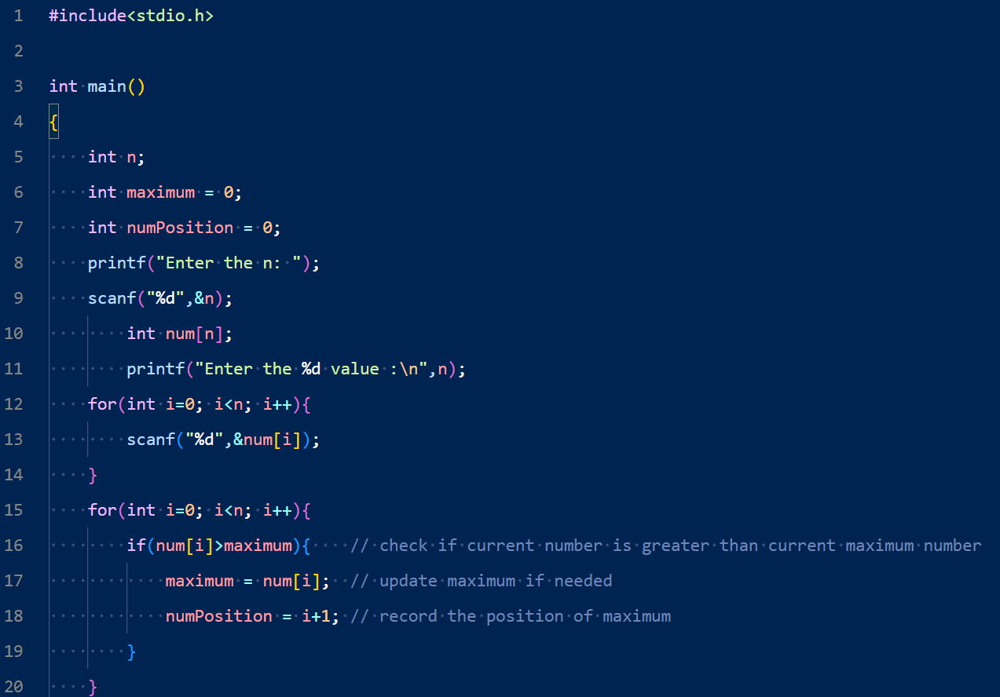 1 #include<stdio.h>
2
3 int main()
4 {
5     int n;
6     int maximum = 0;
7     int numPosition = 0;
8     printf("Enter the n: ");
9     scanf("%d",&n);
10         int num[n];
11         printf("Enter the %d value :\n",n);
12     for(int i=0; i<n; i++){
13         scanf("%d",&num[i]);
14     }
15     for(int i=0; i<n; i++){
16         if(num[i]>maximum){    // check if current number is greater than current maximum number
17             maximum = num[i];  // update maximum if needed
18             numPosition = i+1; // record the position of maximum
19         }
20     }